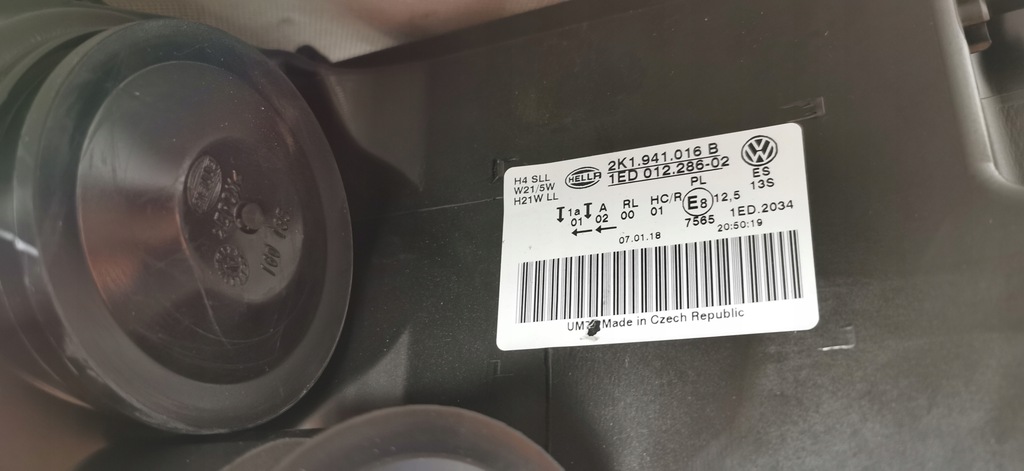 H4 SLL
W21/5W
H21W LL
HELLA
2K1.941.016 B
1ED 012.286-02
ES
13S
1a
01
A
02
RL
00
HC/R
01
PL
E8
12,5
7565
1ED.2034
07.01.18
20:50:19
Made in Czech Republic